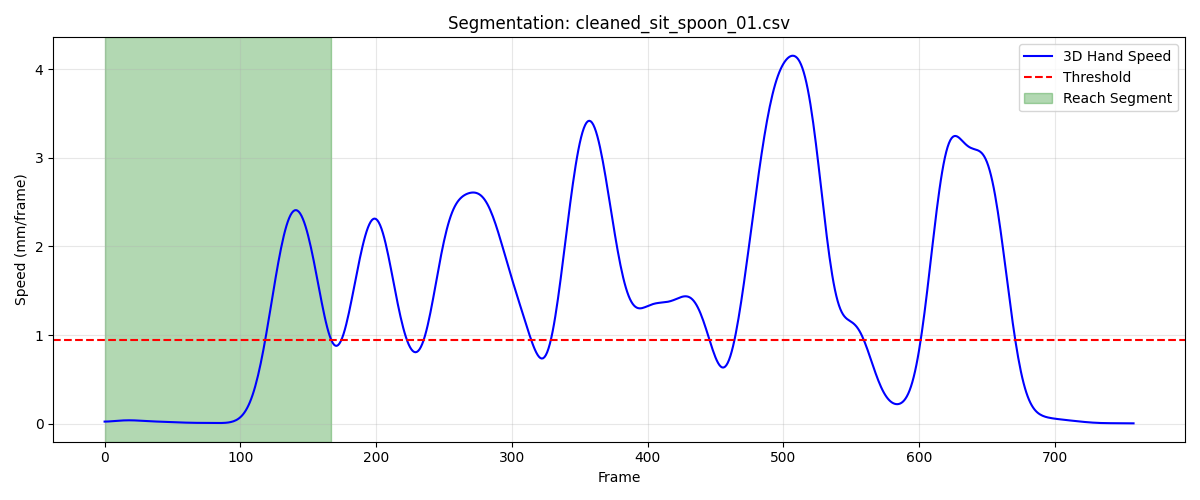 Segmentation: cleaned_sit_spoon_01.csv
3D Hand Speed
Threshold
Reach Segment
Speed (mm/frame)
4
3
2
1
0
0 100 200 300 400 500 600 700
Frame